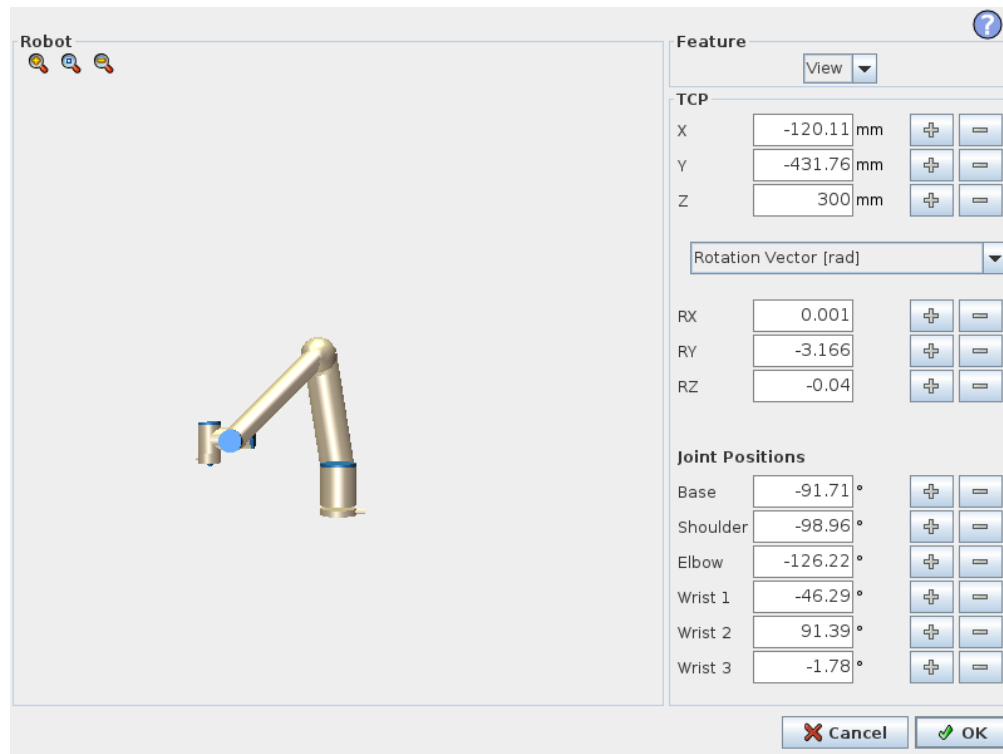 ?
Robot
Feature
View
TCP
X -120.11 mm
Y -431.76 mm
Z 300 mm
Rotation Vector [rad]
RX 0.001
RY -3.166
RZ -0.04
Joint Positions
Base -91.71 °
Shoulder -98.96 °
Elbow -126.22 °
Wrist 1 -46.29 °
Wrist 2 91.39 °
Wrist 3 -1.78 °
Cancel OK